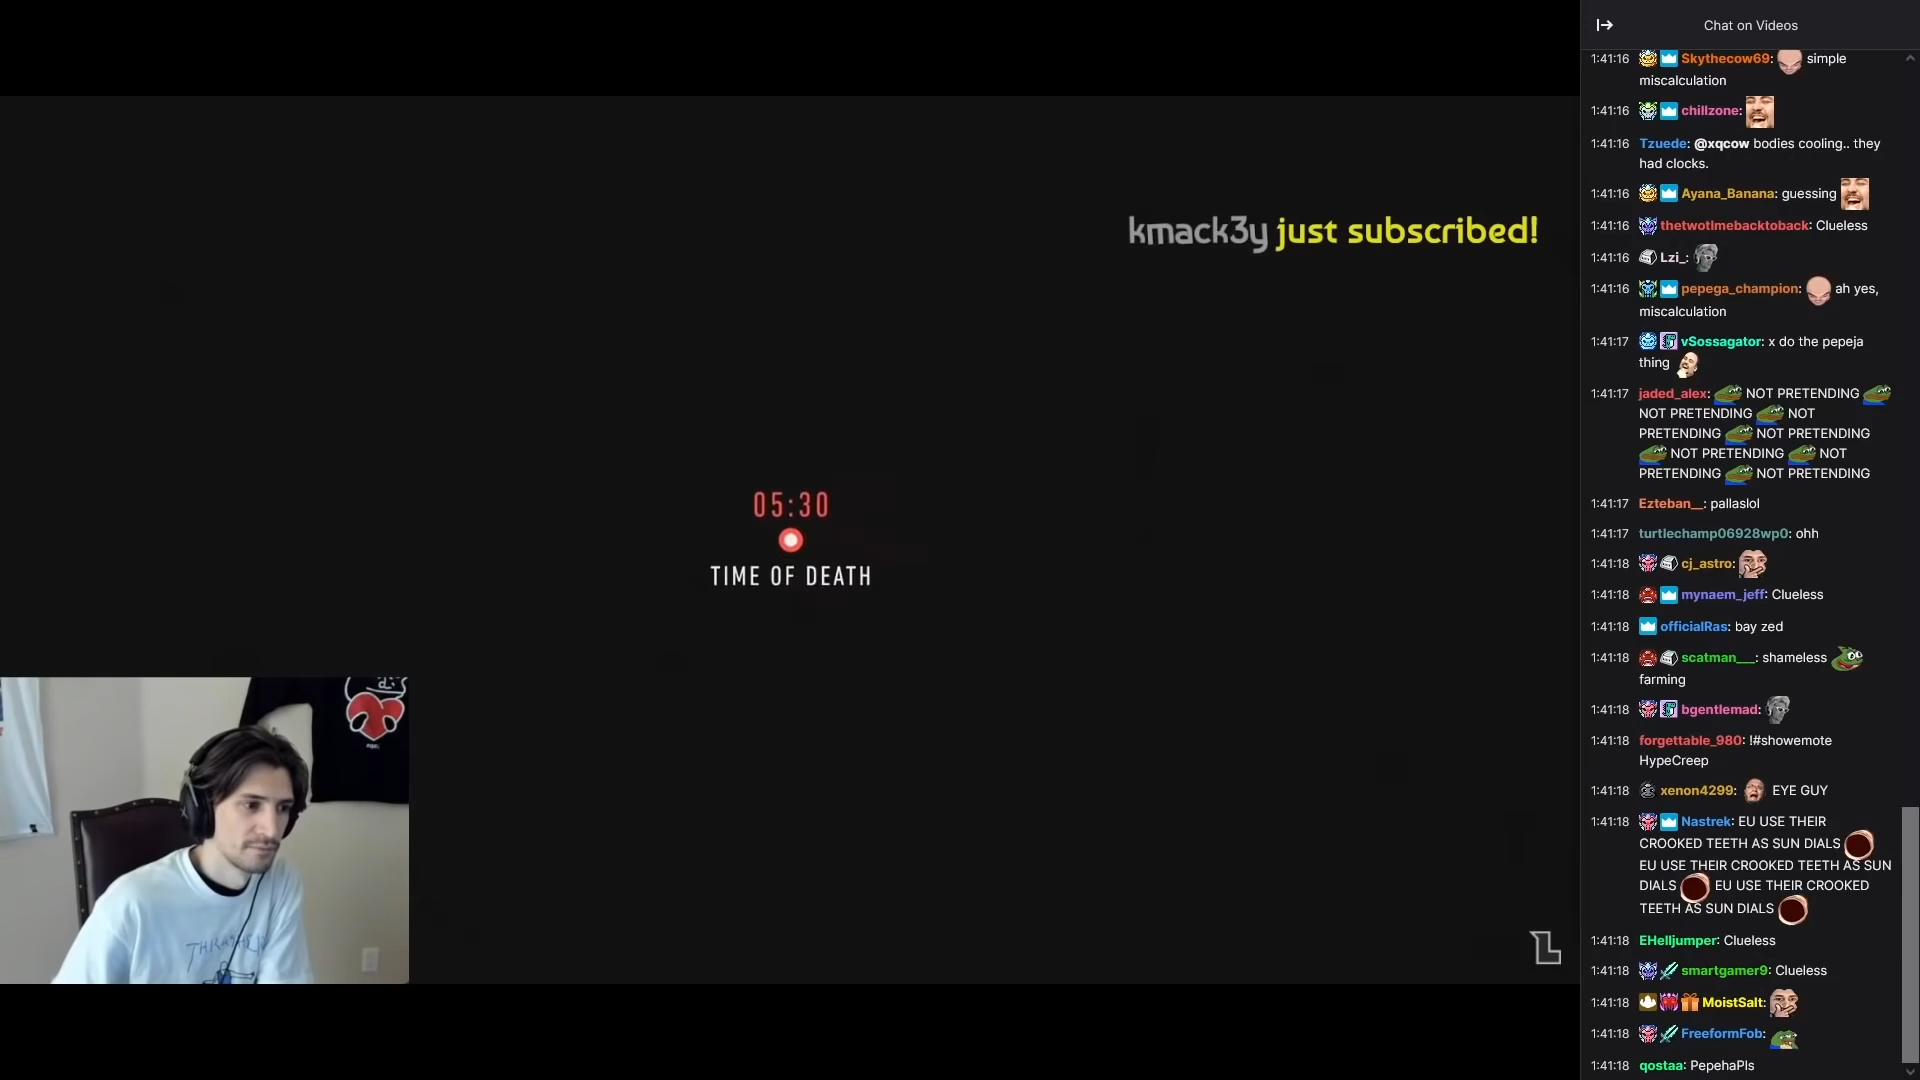 kmack3y just subscribed!
05:30
TIME OF DEATH
Chat on Videos
1:41:16 Skythecow69: simple
miscalculation
1:41:16 chillzone:
1:41:16 Tzuede: @xqcow bodies cooling.. they
had clocks.
1:41:16 Ayana_Banana: guessing
1:41:16 thetwotImebacktoback: Clueless
1:41:16 Lzi_:
1:41:16 pepega_champion: ah yes,
miscalculation
1:41:17 vSossagator: x do the pepeja
thing
1:41:17 jaded_alex: NOT PRETENDING
NOT PRETENDING NOT
PRETENDING NOT PRETENDING
NOT PRETENDING NOT
PRETENDING NOT PRETENDING
1:41:17 Ezteban__: pallaslol
1:41:17 turtlechamp06928wp0: ohh
1:41:18 cj_astro:
1:41:18 mynaem_jeff: Clueless
1:41:18 officialRas: bay zed
1:41:18 scatman___: shameless
farming
1:41:18 bgentlemad:
1:41:18 forgettable_980: !#showemote
HypeCreep
1:41:18 xenon4299: EYE GUY
1:41:18 Nastrek: EU USE THEIR
CROOKED TEETH AS SUN DIALS
EU USE THEIR CROOKED TEETH AS SUN
DIALS EU USE THEIR CROOKED
TEETH AS SUN DIALS
1:41:18 EHelljumper: Clueless
1:41:18 smartgamer9: Clueless
1:41:18 MoistSalt:
1:41:18 FreeformFob:
1:41:18 qostaa: PepehaPls